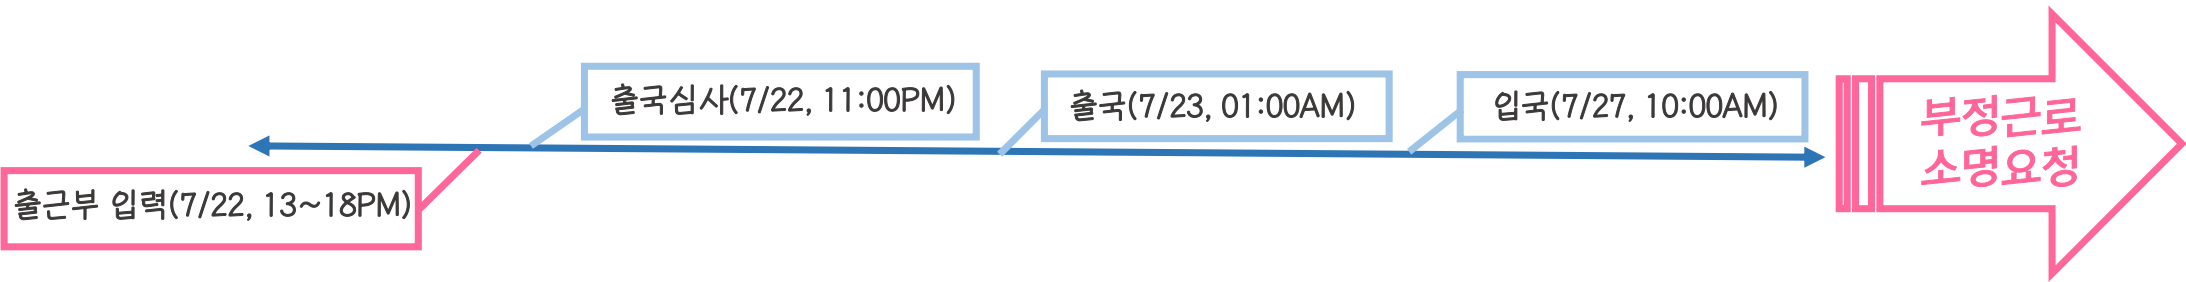 출근부 입력(7/22, 13~18PM)
출국심사(7/22, 11:00PM)
출국(7/23, 01:00AM)
입국(7/27, 10:00AM)
부정근로
소명요청